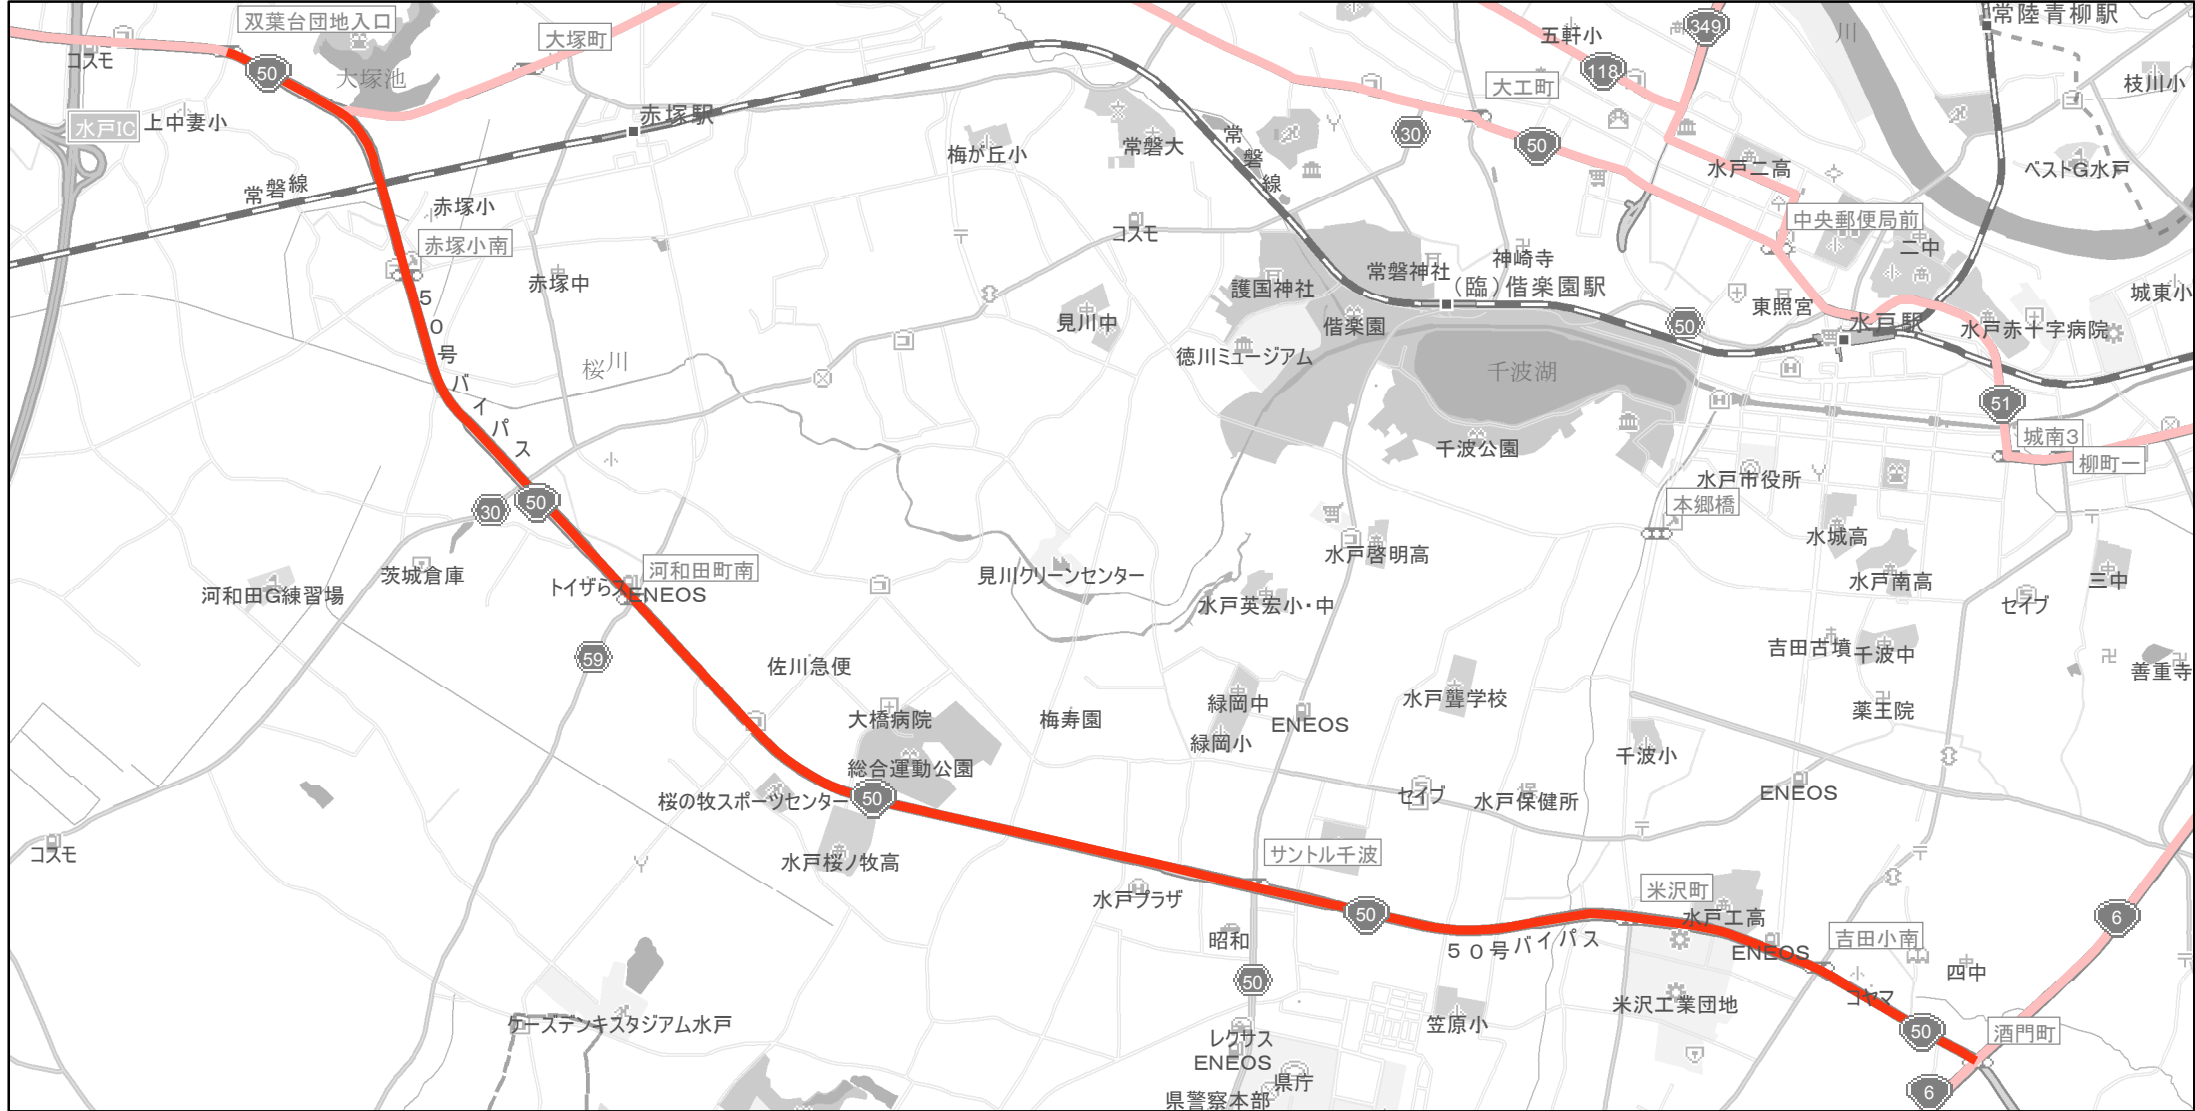 双葉台団地入口
コスモ
50
大塚町
大塚池
水戸IC
上中妻小
赤塚駅
常磐線
赤塚小
赤塚小南
赤塚中
梅が丘小
常磐大
常磐線
コスモ
五軒小
118
349
大工町
30
50
水戸二高
川
常陸青柳駅
枝川小
ベストG水戸
中央郵便局前
二中
護国神社
常磐神社
神崎寺
(臨)偕楽園駅
偕楽園
徳川ミュージアム
見川中
50
東照宮
水戸駅
水戸赤十字病院
城東小
50号バイパス
桜川
千波湖
千波公園
51
城南3
柳町一
水戸市役所
本郷橋
水城高
水戸南高
30
50
茨城倉庫
河和田G練習場
河和田町南
トイザらス
ENEOS
見川クリーンセンター
水戸啓明高
水戸英宏小・中
セイブ
三中
59
佐川急便
吉田古墳
千波中
善重寺
大橋病院
梅寿園
緑岡中
ENEOS
緑岡小
水戸聾学校
薬王院
千波小
総合運動公園
桜の牧スポーツセンター
50
セイブ
水戸保健所
ENEOS
コスモ
水戸桜ノ牧高
サントル千波
水戸プラザ
50
米沢町
水戸工高
6
昭和
50号バイパス
ENEOS
吉田小南
四中
50
コヤマ
米沢工業団地
ケーズデンキスタジアム水戸
レクサス
ENEOS
笠原小
50
酒門町
県庁
県警察本部
6